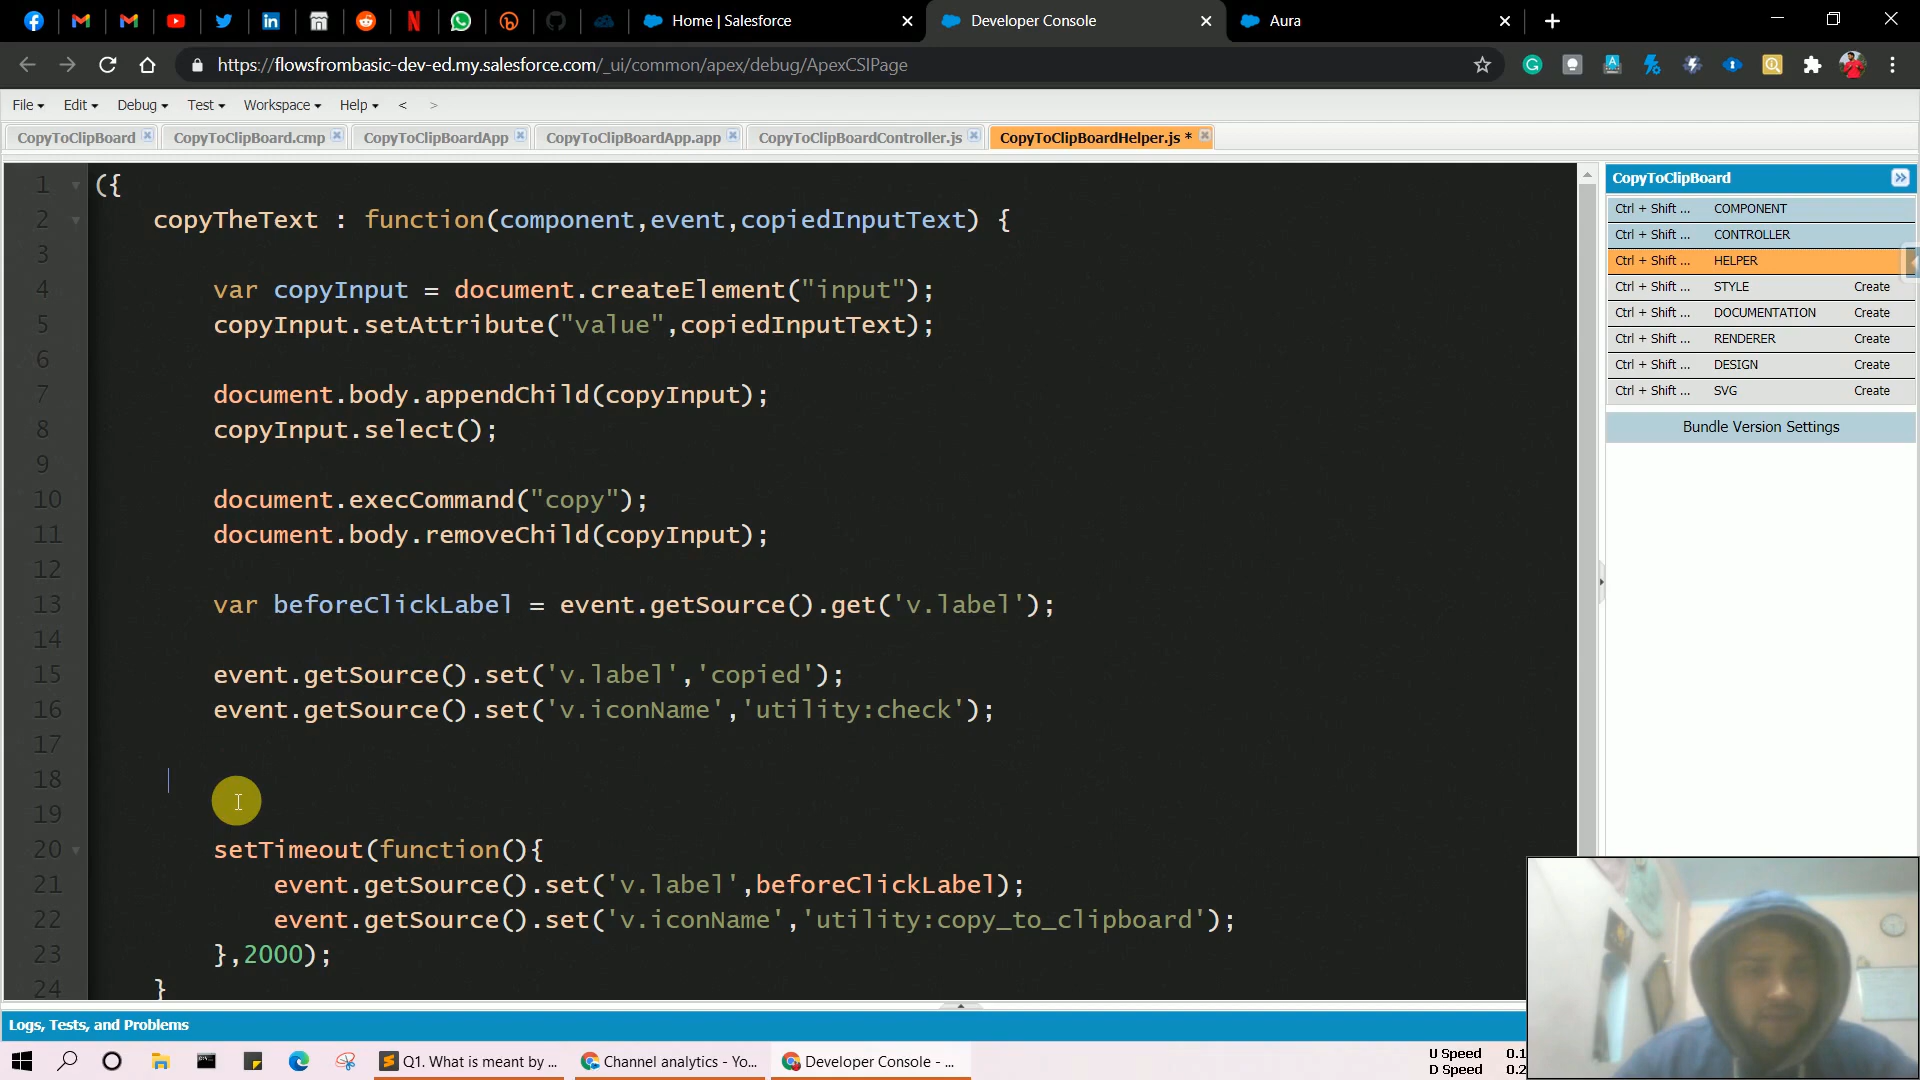 Home | Salesforce
Developer Console
Aura
https://flowsfrombasic-dev-ed.my.salesforce.com/_ui/common/apex/debug/ApexCSIPage
File Edit Debug Test Workspace Help < >
CopyToClipBoard
CopyToClipBoard.cmp
CopyToClipBoardApp
CopyToClipBoardApp.app
CopyToClipBoardController.js
CopyToClipBoardHelper.js *
1 ({
2 copyTheText : function(component,event,copiedInputText) {
3
4 var copyInput = document.createElement("input");
5 copyInput.setAttribute("value",copiedInputText);
6
7 document.body.appendChild(copyInput);
8 copyInput.select();
9
10 document.execCommand("copy");
11 document.body.removeChild(copyInput);
12
13 var beforeClickLabel = event.getSource().get('v.label');
14
15 event.getSource().set('v.label','copied');
16 event.getSource().set('v.iconName','utility:check');
17
18
19
20 setTimeout(function(){
21 event.getSource().set('v.label',beforeClickLabel);
22 event.getSource().set('v.iconName','utility:copy_to_clipboard');
23 },2000);
24 }
CopyToClipBoard
Ctrl + Shift ... COMPONENT
Ctrl + Shift ... CONTROLLER
Ctrl + Shift ... HELPER
Ctrl + Shift ... STYLE Create
Ctrl + Shift ... DOCUMENTATION Create
Ctrl + Shift ... RENDERER Create
Ctrl + Shift ... DESIGN Create
Ctrl + Shift ... SVG Create
Bundle Version Settings
Logs, Tests, and Problems
Q1. What is meant by ...
Channel analytics - Yo...
Developer Console - ...
U Speed 0.1
D Speed 0.2